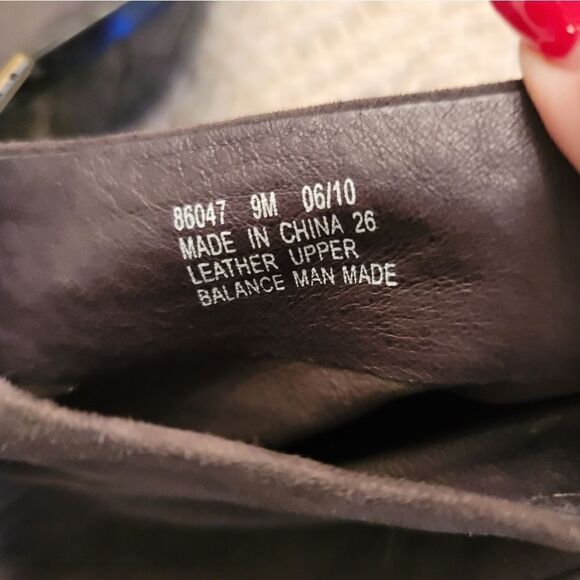 86047 9M 06/10
MADE IN CHINA 26
LEATHER UPPER
BALANCE MAN MADE